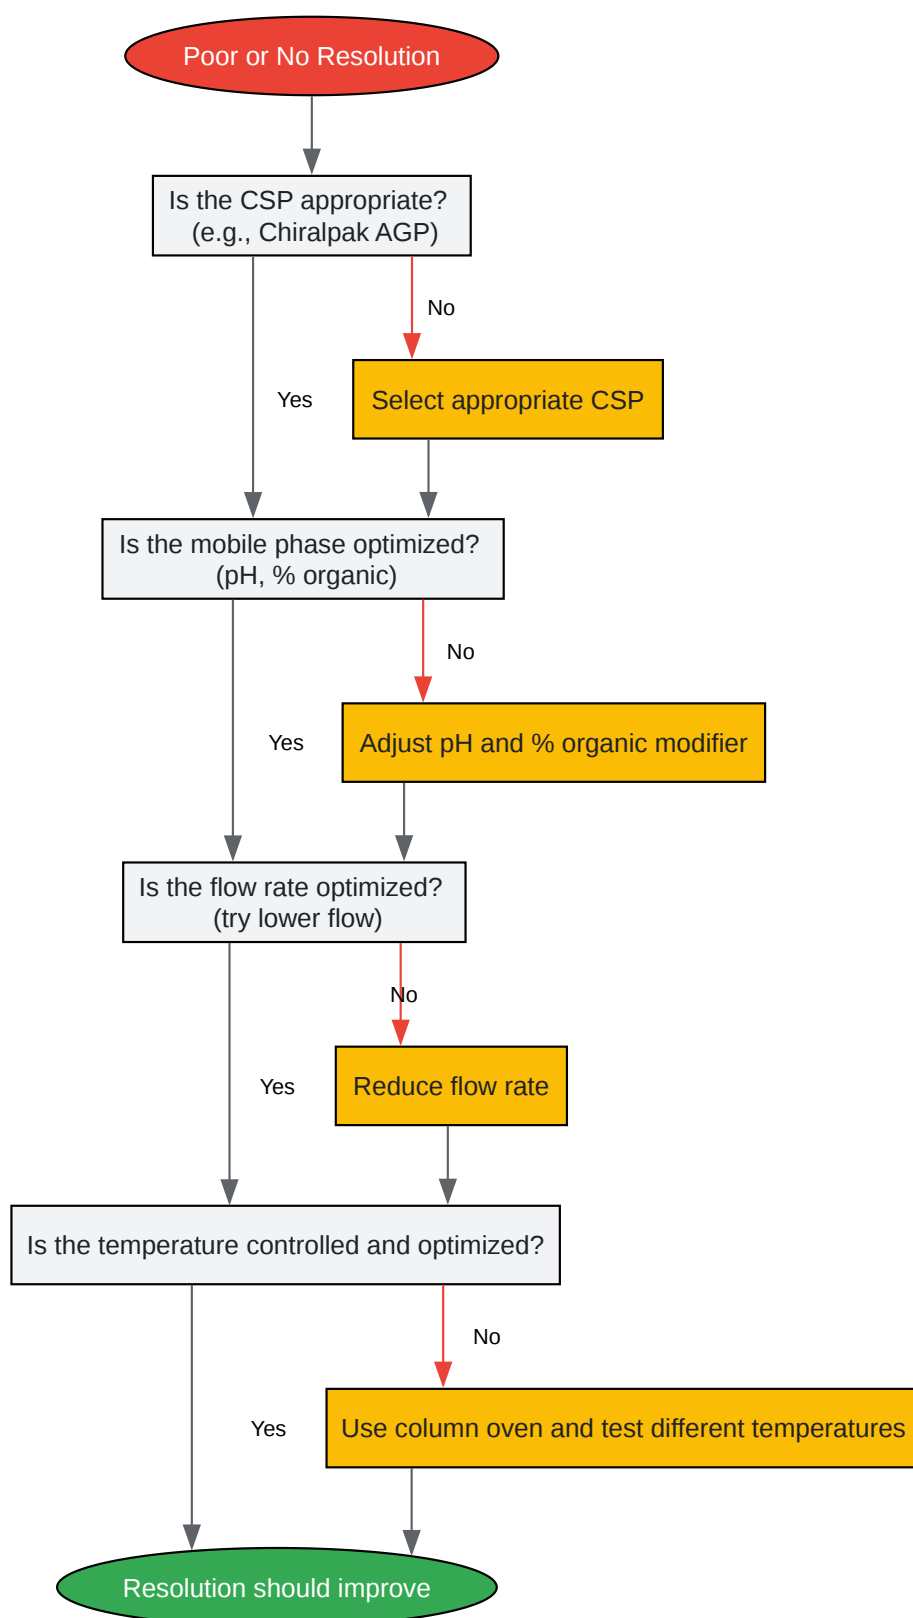 Poor or No Resolution
Is the CSP appropriate?
(e.g., Chiralpak AGP)
No
Yes
Select appropriate CSP
Is the mobile phase optimized?
(pH, % organic)
No
Yes
Adjust pH and % organic modifier
Is the flow rate optimized?
(try lower flow)
No
Yes
Reduce flow rate
Is the temperature controlled and optimized?
No
Yes
Use column oven and test different temperatures
Resolution should improve